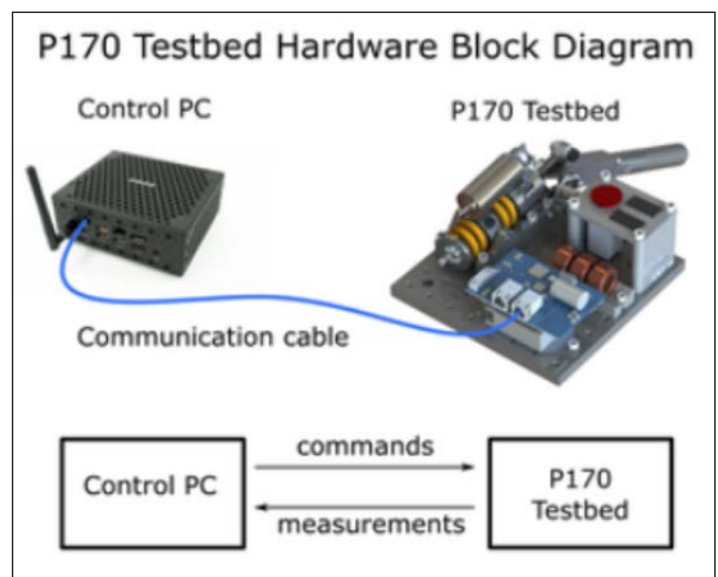 P170 Testbed Hardware Block Diagram
Control PC
P170 Testbed
Communication cable
commands
Control PC
P170
Testbed
measurements